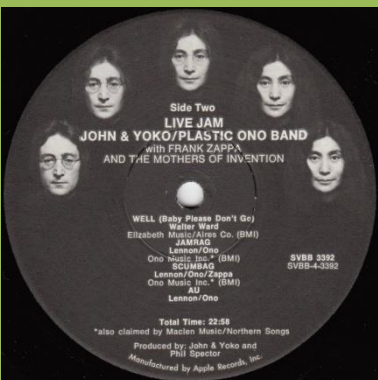 Side Two
LIVE JAM
JOHN & YOKO/PLASTIC ONO BAND
with FRANK ZAPPA
AND THE MOTHERS OF INVENTION
WELL (Baby Please Don't Go)
Walter Ward
Elizabeth Music/Aires Co. (BMI)
JAMRAG
Lennon/Ono
Ono Music Inc.* (BMI)
SCUMBAG
Lennon/Ono/Zappa
Ono Music Inc.* (BMI)
AU
Lennon/Ono
SVBB 3392
SVBB-4-3392
Total Time: 22:58
*also claimed by Maclen Music/Northern Songs
Produced by: John & Yoko and
Phil Spector
Manufactured by Apple Records, Inc.